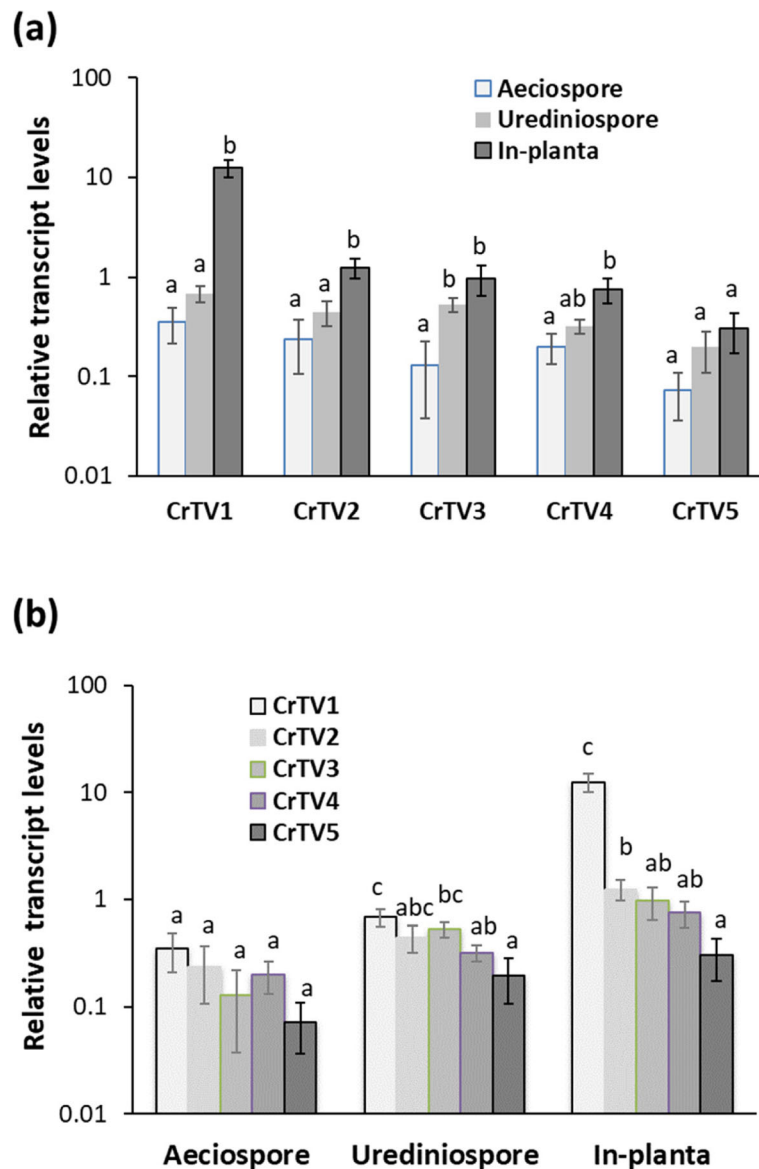 (a)
Relative transcript levels
100
10
1
0.1
0.01
Aeciospore
Urediniospore
In-planta
a a b
a a b
a b b
a ab b
a a a
CrTV1 CrTV2 CrTV3 CrTV4 CrTV5
(b)
Relative transcript levels
100
10
1
0.1
0.01
CrTV1
CrTV2
CrTV3
CrTV4
CrTV5
a a a a a
c abc bc ab a
c b ab ab a
Aeciospore Urediniospore In-planta